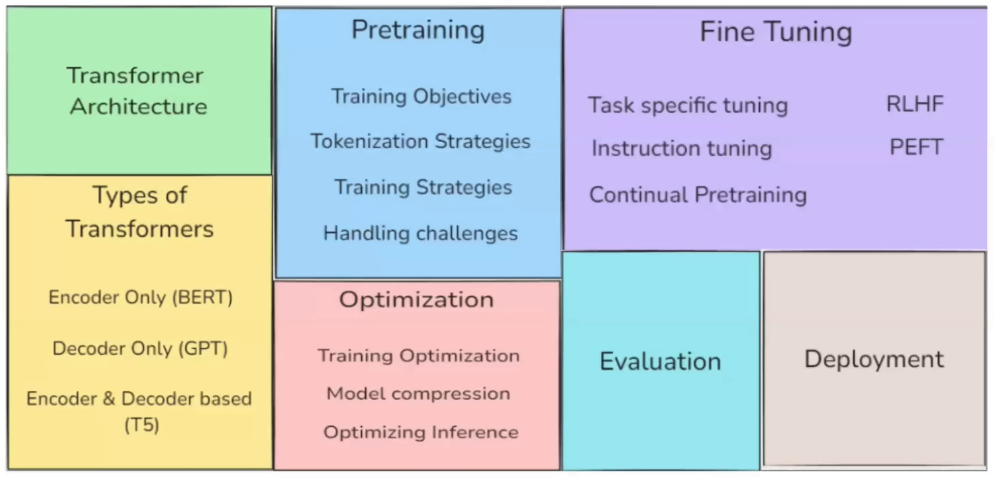 Transformer
Architecture
Types of
Transformers
Encoder Only (BERT)
Decoder Only (GPT)
Encoder & Decoder based
(T5)
Pretraining
Training Objectives
Tokenization Strategies
Training Strategies
Handling challenges
Optimization
Training Optimization
Model compression
Optimizing Inference
Fine Tuning
Task specific tuning
RLHF
Instruction tuning
PEFT
Continual Pretraining
Evaluation
Deployment